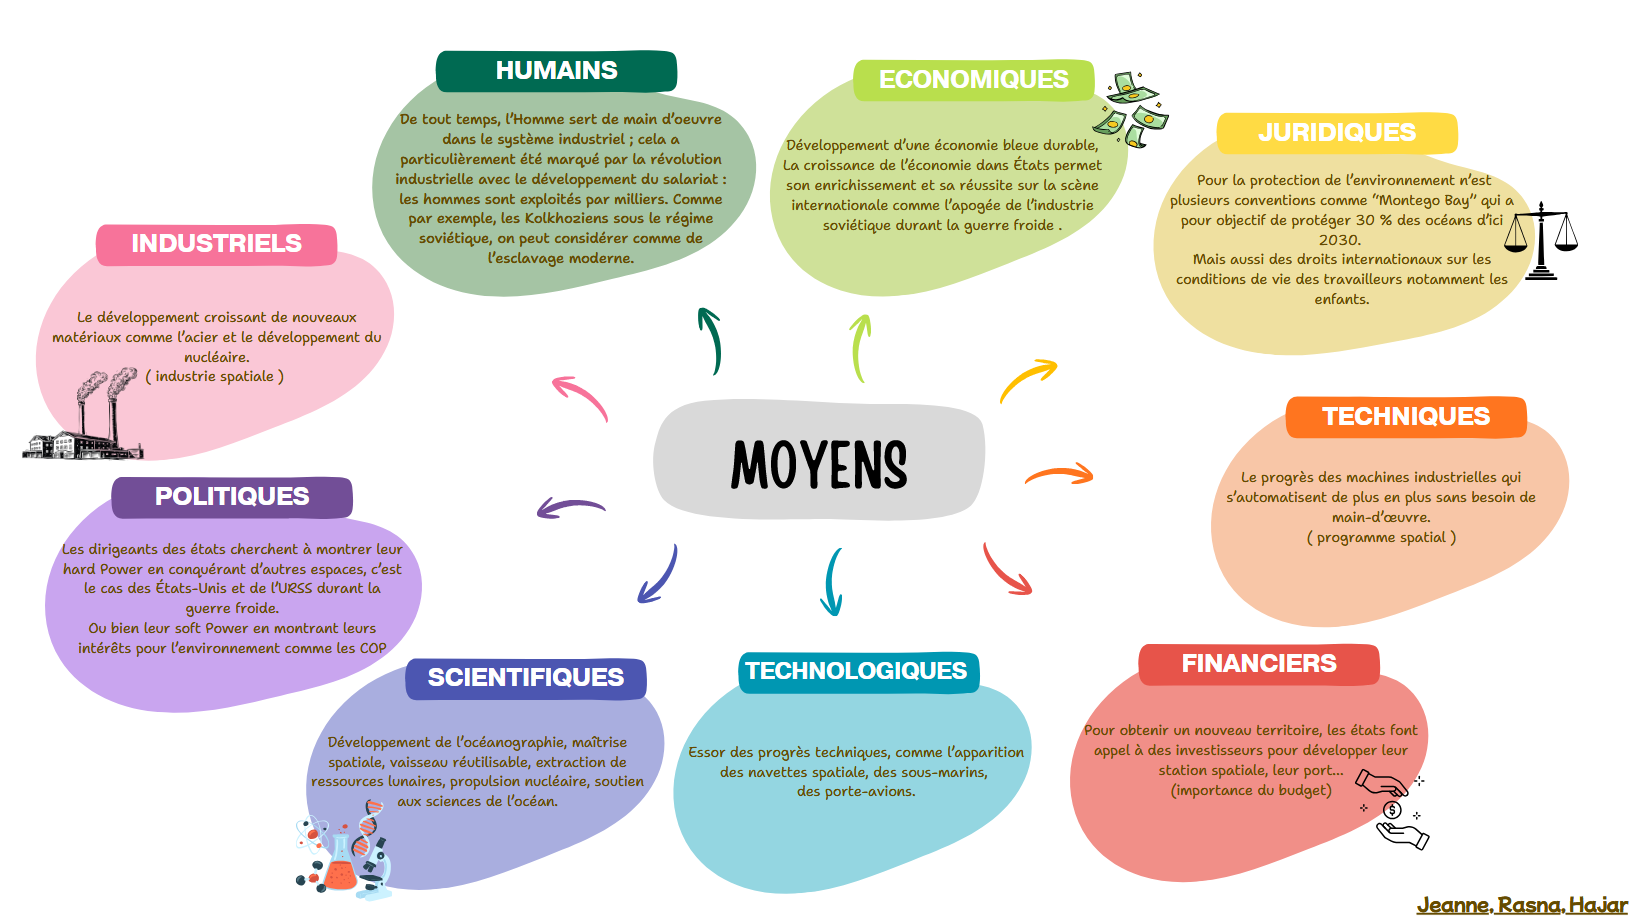 HUMAINS
De tout temps, l'Homme sert de main d'oeuvre
dans le système industriel ; cela a
particulièrement été marqué par la révolution
industrielle avec le développement du salariat :
les hommes sont exploités par milliers. Comme
par exemple, les Kolkhoziens sous le régime
soviétique, on peut considérer comme de
l'esclavage moderne.
ECONOMIQUES
Développement d'une économie bleue durable,
La croissance de l'économie dans États permet
son enrichissement et sa réussite sur la scène
internationale comme l'apogée de l'industrie
soviétique durant la guerre froide .
JURIDIQUES
Pour la protection de l'environnement n'est
plusieurs conventions comme "Montego Bay" qui a
pour objectif de protéger 30 % des océans d'ici
2030.
Mais aussi des droits internationaux sur les
conditions de vie des travailleurs notamment les
enfants.
INDUSTRIELS
Le développement croissant de nouveaux
matériaux comme l'acier et le développement du
nucléaire.
( industrie spatiale )
MOYENS
TECHNIQUES
Le progrès des machines industrielles qui
s'automatisent de plus en plus sans besoin de
main-d'œuvre.
( programme spatial )
POLITIQUES
Les dirigeants des états cherchent à montrer leur
hard Power en conquérant d'autres espaces, c'est
le cas des États-Unis et de l'URSS durant la
guerre froide.
Ou bien leur soft Power en montrant leurs
intérêts pour l'environnement comme les COP
SCIENTIFIQUES
Développement de l'océanographie, maîtrise
spatiale, vaisseau réutilisable, extraction de
ressources lunaires, propulsion nucléaire, soutien
aux sciences de l'océan.
TECHNOLOGIQUES
Essor des progrès techniques, comme l'apparition
des navettes spatiale, des sous-marins,
des porte-avions.
FINANCIERS
Pour obtenir un nouveau territoire, les états font
appel à des investisseurs pour développer leur
station spatiale, leur port...
(importance du budget)
$
Jeanne, Rasna, Hajar